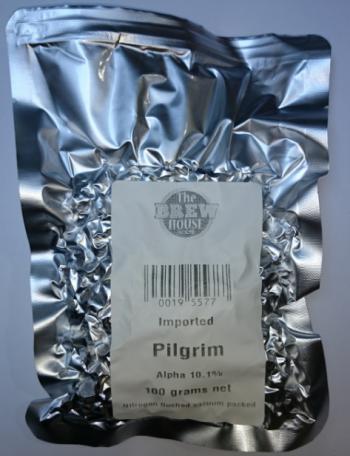 The
BREW
HOUSE
0019 5577
Imported
Pilgrim
Alpha 10.1%
100 grams net
Nitrogen flushed vacuum packed